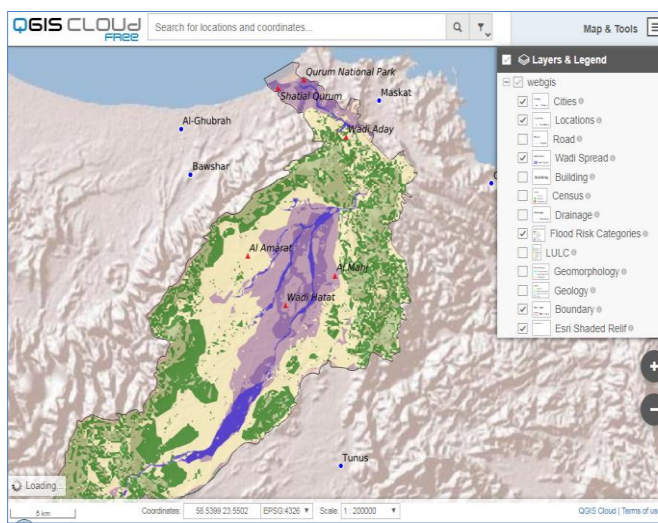 QGIS CLOUD
FREE
Search for locations and coordinates...
Map & Tools
Layers & Legend
webgis
Cities
Locations
Road
Wadi Spread
Building
Census
Drainage
Flood Risk Categories
LULC
Geomorphology
Geology
Boundary
Esri Shaded Relif
Qurum National Park
Shatial Qurum
Maskat
Al-Ghubrah
Wadi Aday
Bawshar
Al Amarat
Wadi Hatat
Tunus
Loading...
5 km
Coordinates: 58.5399 23.5502 EPSG:4326 Scale: 1 : 200000
QGIS Cloud | Terms of us